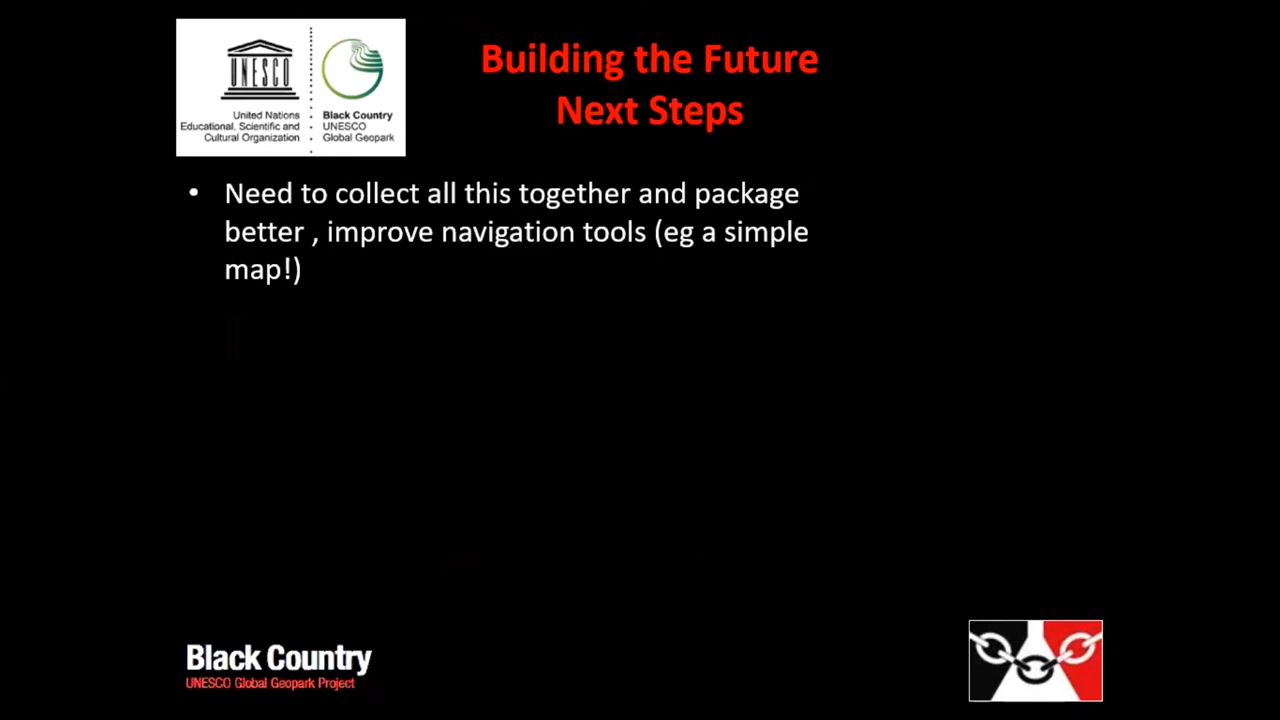 UNESCO
United Nations
Educational, Scientific and
Cultural Organization
Black Country
UNESCO
Global Geopark
Building the Future
Next Steps
• Need to collect all this together and package
better , improve navigation tools (eg a simple
map!)
Black Country
UNESCO Global Geopark Project